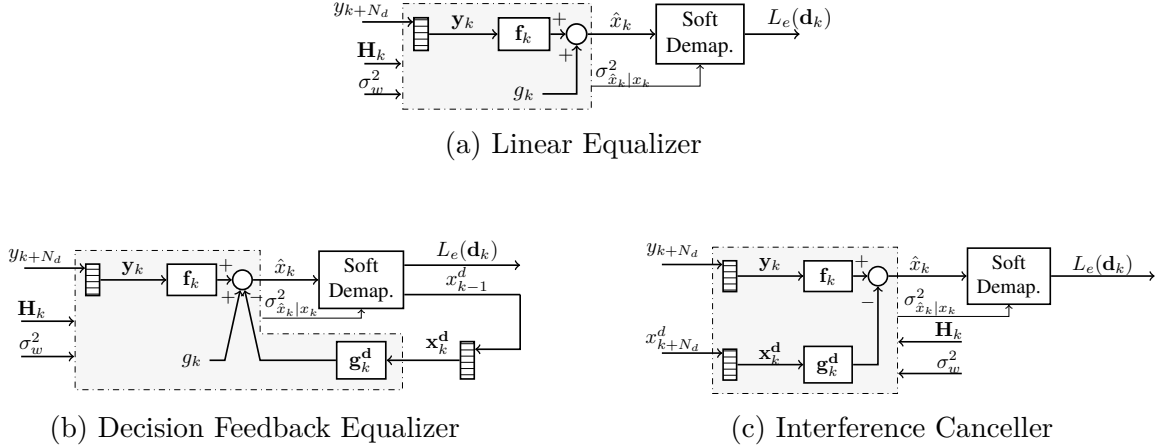 y_{k+N_d}
y_k
f_k
+
+
x̂_k
Soft
Demap.
L_e(d_k)
H_k
σ_w^2
g_k
σ^2_{x̂_k|x_k}
(a) Linear Equalizer
y_{k+N_d}
y_k
f_k
+
+
−
x̂_k
Soft
Demap.
L_e(d_k)
x^d_{k−1}
H_k
σ_w^2
g_k
σ^2_{x̂_k|x_k}
g^d_k
x^d_k
(b) Decision Feedback Equalizer
y_{k+N_d}
y_k
f_k
+
−
x̂_k
Soft
Demap.
L_e(d_k)
σ^2_{x̂_k|x_k}
H_k
σ_w^2
x^d_{k+N_d}
x^d_k
g^d_k
(c) Interference Canceller